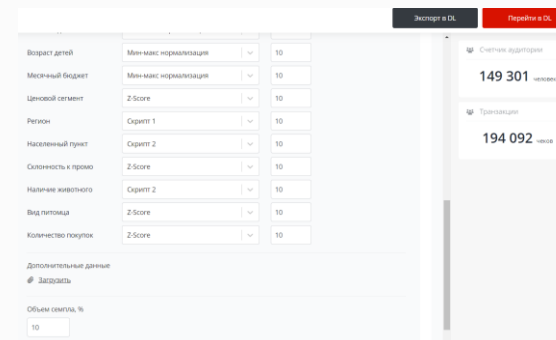 Экспорт в DL
Перейти в DL
Возраст детей Мин-макс нормализация 10
Месячный бюджет Мин-макс нормализация 10
Ценовой сегмент Z-Score 10
Регион Скрипт 1 10
Населенный пункт Скрипт 2 10
Склонность к промо Z-Score 10
Наличие животного Скрипт 2 10
Вид питомца Z-Score 10
Количество покупок Z-Score 10
Дополнительные данные
Загрузить
Объем семпла, %
10
Счетчик аудитории
149 301 человек
Транзакции
194 092 чеков